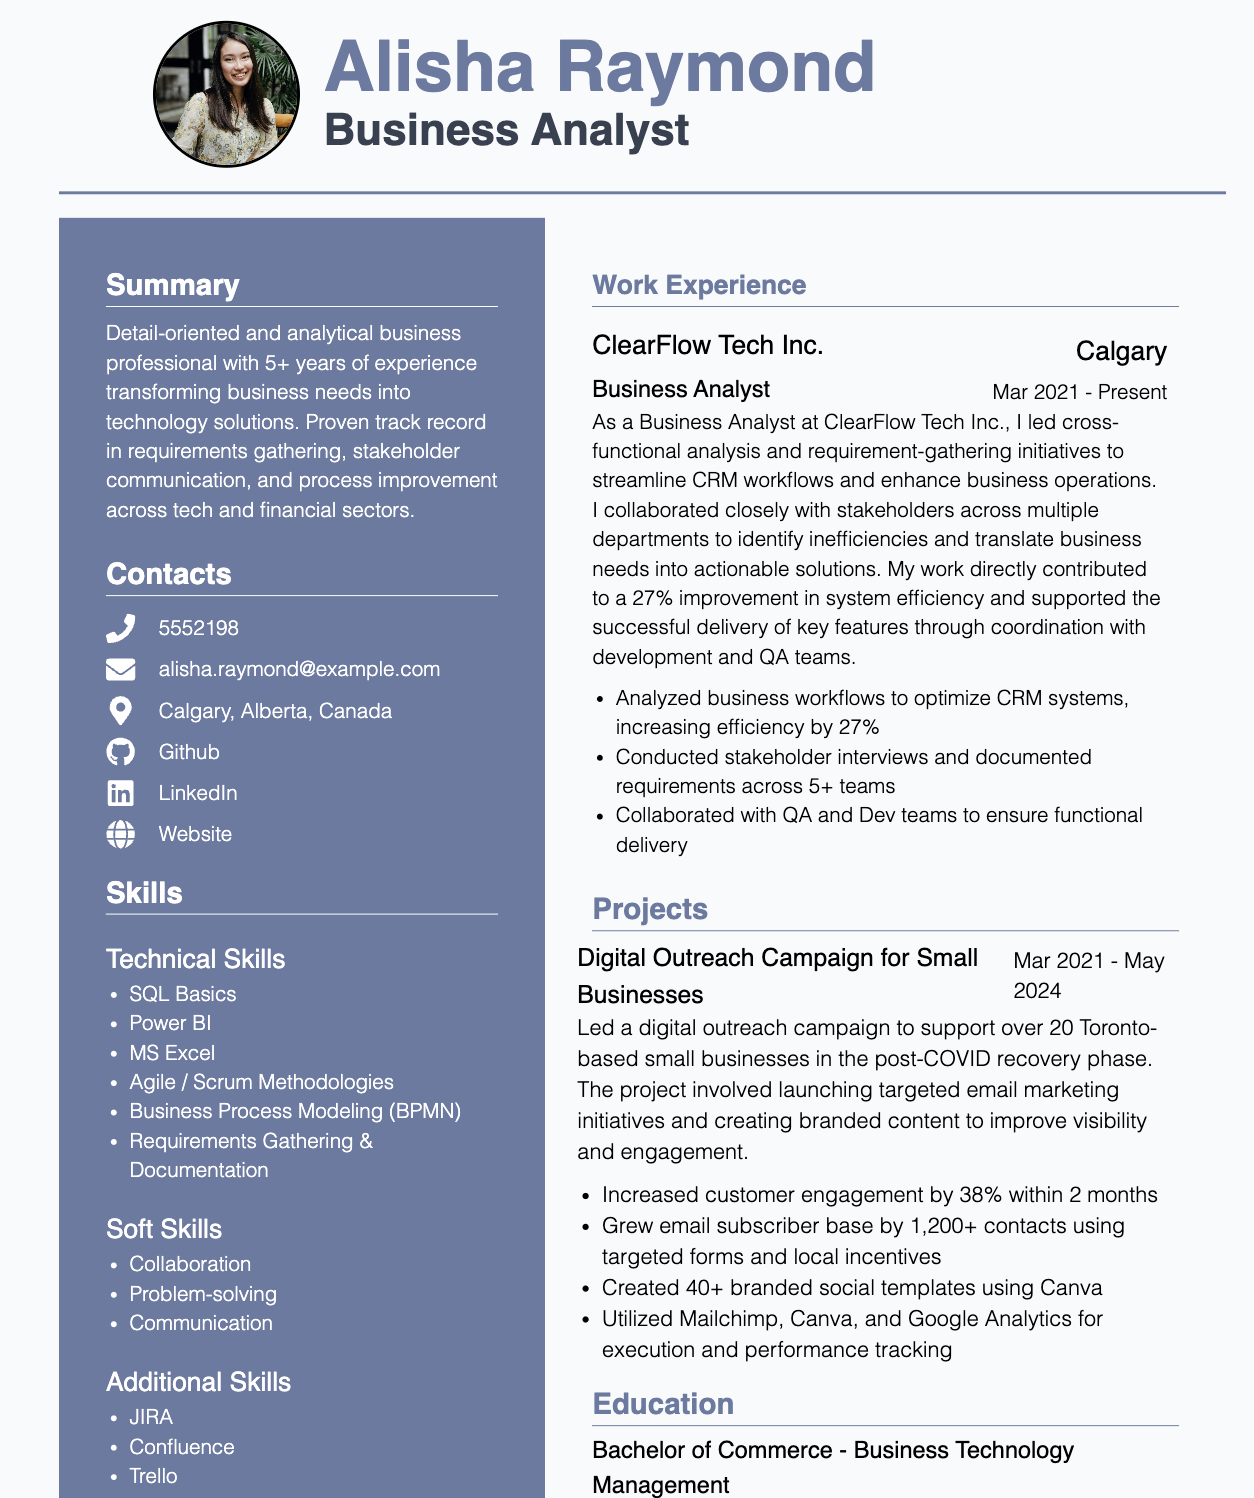 Alisha Raymond
Business Analyst
Summary
Detail-oriented and analytical business
professional with 5+ years of experience
transforming business needs into
technology solutions. Proven track record
in requirements gathering, stakeholder
communication, and process improvement
across tech and financial sectors.
Contacts
5552198
alisha.raymond@example.com
Calgary, Alberta, Canada
Github
LinkedIn
Website
Skills
Technical Skills
• SQL Basics
• Power BI
• MS Excel
• Agile / Scrum Methodologies
• Business Process Modeling (BPMN)
• Requirements Gathering &
Documentation
Soft Skills
• Collaboration
• Problem-solving
• Communication
Additional Skills
• JIRA
• Confluence
• Trello
Work Experience
ClearFlow Tech Inc.
Calgary
Business Analyst
Mar 2021 - Present
As a Business Analyst at ClearFlow Tech Inc., I led cross-
functional analysis and requirement-gathering initiatives to
streamline CRM workflows and enhance business operations.
I collaborated closely with stakeholders across multiple
departments to identify inefficiencies and translate business
needs into actionable solutions. My work directly contributed
to a 27% improvement in system efficiency and supported the
successful delivery of key features through coordination with
development and QA teams.
• Analyzed business workflows to optimize CRM systems,
increasing efficiency by 27%
• Conducted stakeholder interviews and documented
requirements across 5+ teams
• Collaborated with QA and Dev teams to ensure functional
delivery
Projects
Digital Outreach Campaign for Small
Businesses
Mar 2021 - May
2024
Led a digital outreach campaign to support over 20 Toronto-
based small businesses in the post-COVID recovery phase.
The project involved launching targeted email marketing
initiatives and creating branded content to improve visibility
and engagement.
• Increased customer engagement by 38% within 2 months
• Grew email subscriber base by 1,200+ contacts using
targeted forms and local incentives
• Created 40+ branded social templates using Canva
• Utilized Mailchimp, Canva, and Google Analytics for
execution and performance tracking
Education
Bachelor of Commerce - Business Technology
Management